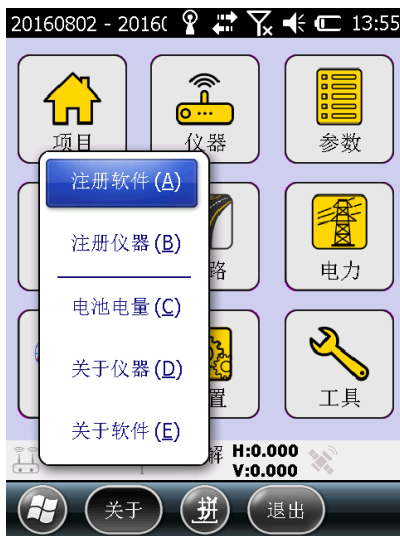 20160802 - 2016( 13:55
项目 仪器 参数
注册软件(A)
注册仪器(B)
路 电力
电池电量(C)
关于仪器(D)
置 工具
关于软件(E)
解 H:0.000
V:0.000
关于 拼 退出